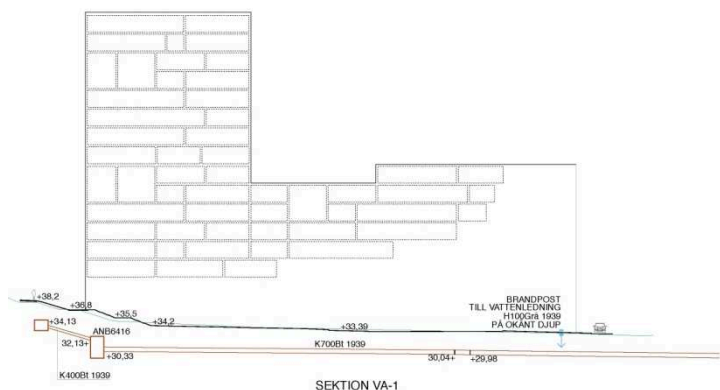 +38,2
+36,8
+35,5
+34,2
+33,39
BRANDPOST
TILL VATTENLEDNING
H100Grå 1939
PÅ OKÄNT DJUP
+34,13
ANB6416
32,13+
+30,33
K700Bt 1939
30,04+
+29,98
K400Bt 1939
SEKTION VA-1